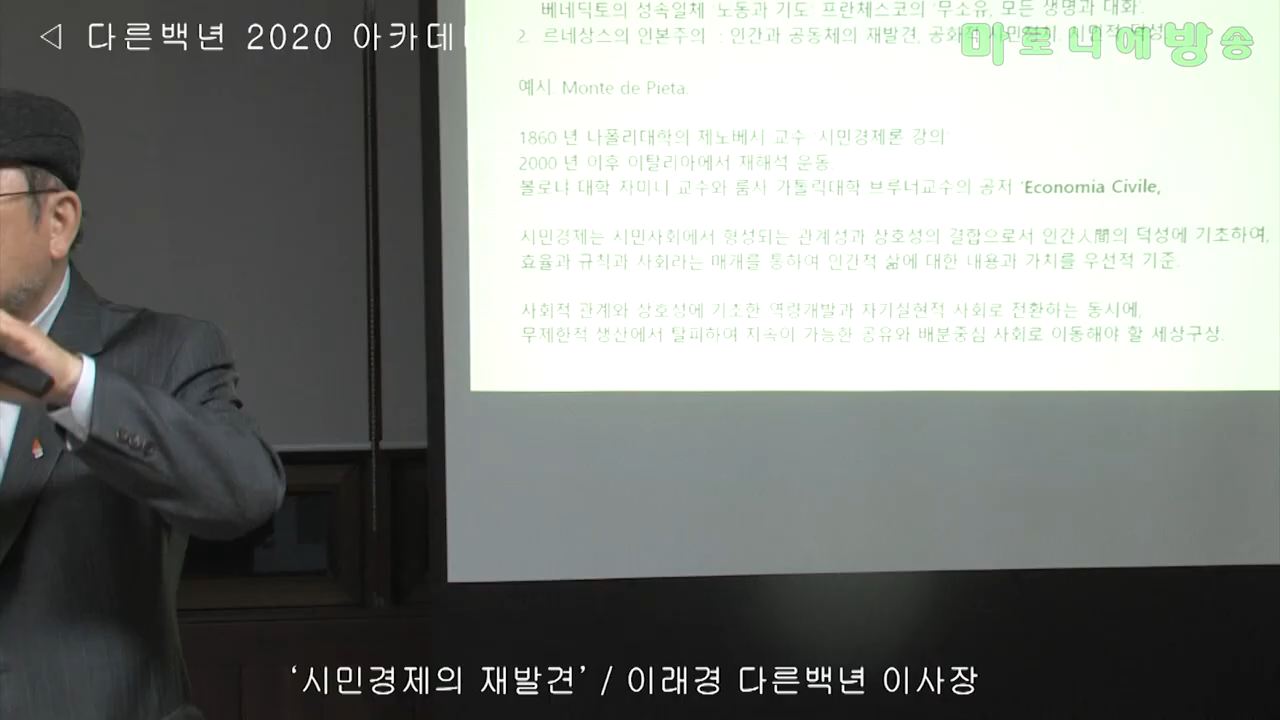 ◁ 다른백년 2020 아카데
마로니에방송
베네딕토의 성속일체 '노동과 기도' 프란체스코의 '무소유, 모든 생명과 대화'.
2. 르네상스의 인본주의 : 인간과 공동체의 재발견, 시민적 덕성
예시. Monte de Pieta.
1860 년 나폴리대학의 제노베시 교수 '시민경제론 강의'
2000 년 이후 이탈리아에서 재해석 운동
볼로냐 대학 자미니 교수와 룸사 가톨릭대학 브루너교수의 공저 'Economia Civile,
시민경제는 시민사회에서 형성되는 관계성과 상호성의 결합으로서 인간人間의 덕성에 기초하여,
효율과 규칙과 사회라는 매개를 통하여 인간적 삶에 대한 내용과 가치를 우선적 기준.
사회적 관계와 상호성에 기초한 역량개발과 자기실현적 사회로 전환하는 동시에,
무제한적 생산에서 탈피하여 지속이 가능한 공유와 배분중심 사회로 이동해야 할 세상구상.
‘시민경제의 재발견’ / 이래경 다른백년 이사장